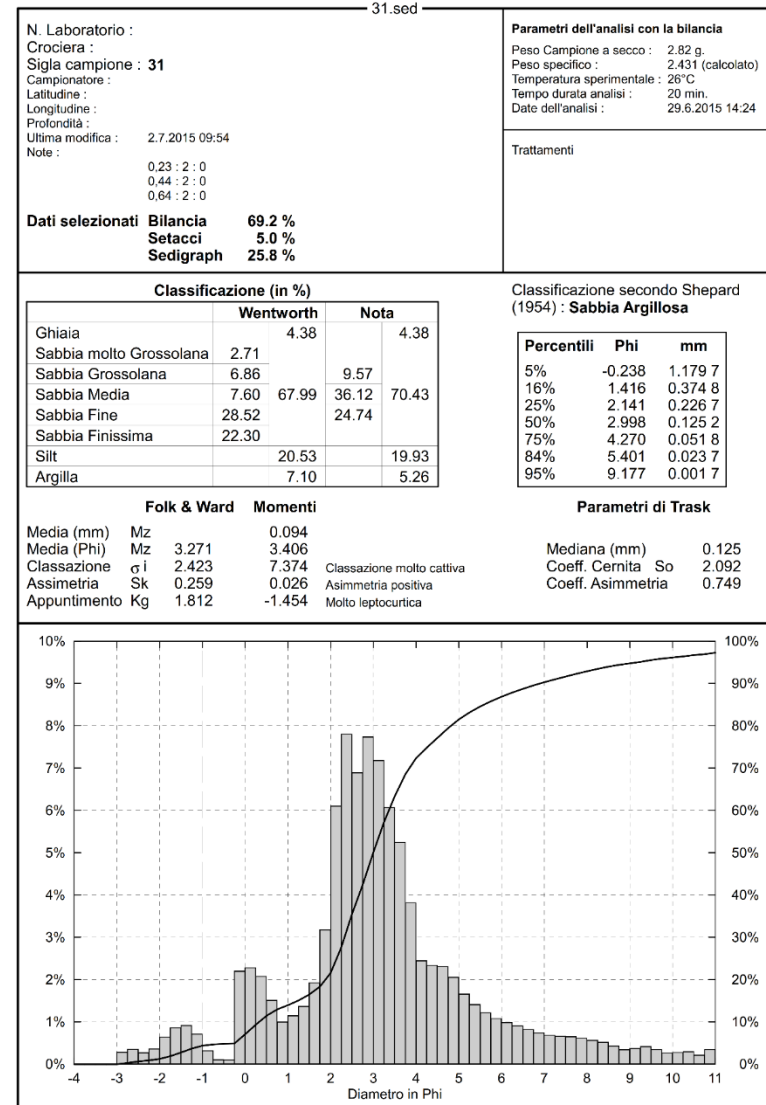 31.sed
N. Laboratorio :
Crociera :
Sigla campione : 31
Campionatore :
Latitudine :
Longitudine :
Profondità :
Ultima modifica : 2.7.2015 09:54
Note :
0,23 : 2 : 0
0,44 : 2 : 0
0,64 : 2 : 0
Dati selezionati Bilancia 69.2 %
Setacci 5.0 %
Sedigraph 25.8 %
Parametri dell'analisi con la bilancia
Peso Campione a secco : 2.82 g.
Peso specifico : 2.431 (calcolato)
Temperatura sperimentale : 26°C
Tempo durata analisi : 20 min.
Date dell'analisi : 29.6.2015 14:24
Trattamenti
Classificazione (in %)
Wentworth Nota
Ghiaia 4.38 4.38
Sabbia molto Grossolana 2.71
Sabbia Grossolana 6.86 9.57
Sabbia Media 7.60 67.99 36.12 70.43
Sabbia Fine 28.52 24.74
Sabbia Finissima 22.30
Silt 20.53 19.93
Argilla 7.10 5.26
Classificazione secondo Shepard
(1954) : Sabbia Argillosa
Percentili Phi mm
5% -0.238 1.179 7
16% 1.416 0.374 8
25% 2.141 0.226 7
50% 2.998 0.125 2
75% 4.270 0.051 8
84% 5.401 0.023 7
95% 9.177 0.001 7
Folk & Ward Momenti
Media (mm) Mz 0.094
Media (Phi) Mz 3.271 3.406
Classazione σ i 2.423 7.374 Classazione molto cattiva
Assimetria Sk 0.259 0.026 Asimmetria positiva
Appuntimento Kg 1.812 -1.454 Molto leptocurtica
Parametri di Trask
Mediana (mm) 0.125
Coeff. Cernita So 2.092
Coeff. Asimmetria 0.749
10% 100%
9% 90%
8% 80%
7% 70%
6% 60%
5% 50%
4% 40%
3% 30%
2% 20%
1% 10%
0% 0%
-4 -3 -2 -1 0 1 2 3 4 5 6 7 8 9 10 11
Diametro in Phi